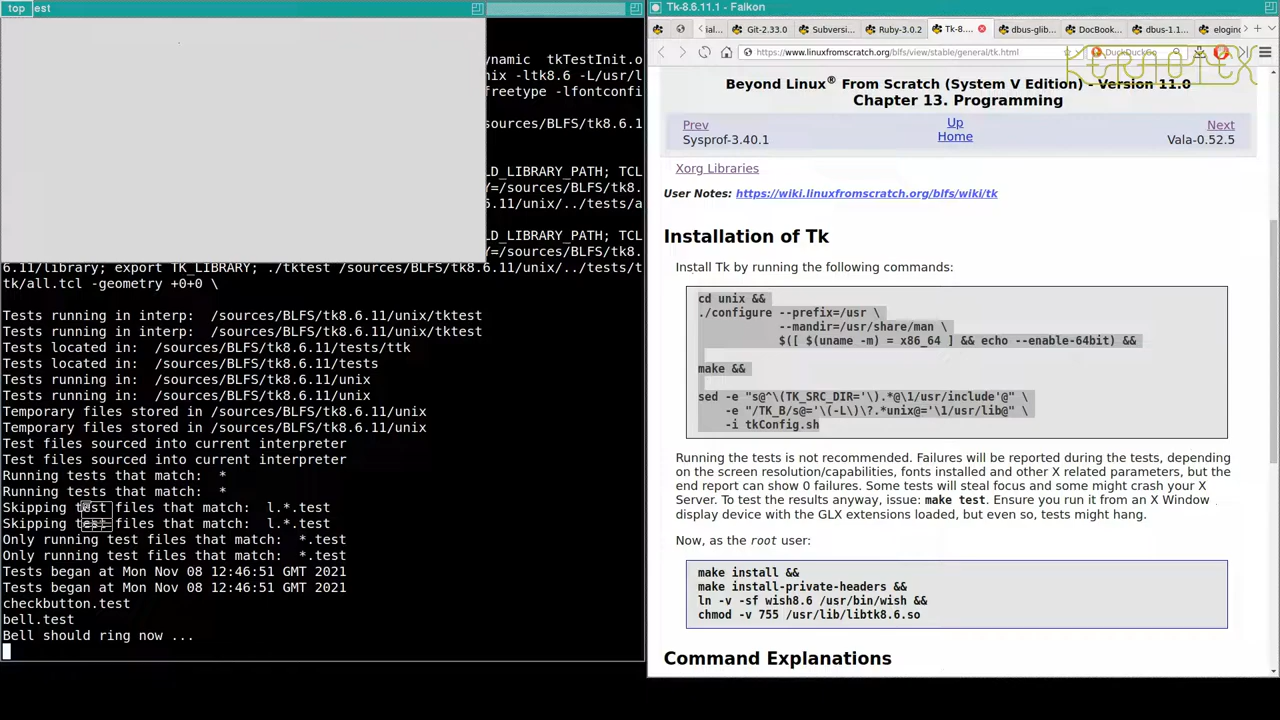 top est
ynamic tkTestInit.o
nix -ltk8.6 -L/usr/l
freetype -lfontconfi
ources/BLFS/tk8.6.1
D_LIBRARY_PATH; TCL
Y=/sources/BLFS/tk8.
6.11/unix/../tests/a
D_LIBRARY_PATH; TCL
Y=/sources/BLFS/tk8.
6.11/library; export TK_LIBRARY; ./tktest /sources/BLFS/tk8.6.11/unix/../tests/t
tk/all.tcl -geometry +0+0 \
Tests running in interp:  /sources/BLFS/tk8.6.11/unix/tktest
Tests running in interp:  /sources/BLFS/tk8.6.11/unix/tktest
Tests located in:  /sources/BLFS/tk8.6.11/tests/ttk
Tests located in:  /sources/BLFS/tk8.6.11/tests
Tests running in:  /sources/BLFS/tk8.6.11/unix
Tests running in:  /sources/BLFS/tk8.6.11/unix
Temporary files stored in /sources/BLFS/tk8.6.11/unix
Temporary files stored in /sources/BLFS/tk8.6.11/unix
Test files sourced into current interpreter
Test files sourced into current interpreter
Running tests that match:  *
Running tests that match:  *
Skipping test files that match:  l.*.test
Skipping test files that match:  l.*.test
Only running test files that match:  *.test
Only running test files that match:  *.test
Tests began at Mon Nov 08 12:46:51 GMT 2021
Tests began at Mon Nov 08 12:46:51 GMT 2021
checkbutton.test
bell.test
Bell should ring now ...
Tk-8.6.11.1 - Falkon
ial... Git-2.33.0 Subversi... Ruby-3.0.2 Tk-8.... dbus-glib... DocBook... dbus-1.1... elogind
https://www.linuxfromscratch.org/blfs/view/stable/general/tk.html DuckDuckGo
KERNOTEX
Beyond Linux® From Scratch (System V Edition) - Version 11.0
Chapter 13. Programming
Prev Up Next
Sysprof-3.40.1 Home Vala-0.52.5
Xorg Libraries
User Notes: https://wiki.linuxfromscratch.org/blfs/wiki/tk
Installation of Tk
Install Tk by running the following commands:
cd unix &&
./configure --prefix=/usr \
--mandir=/usr/share/man \
$([ $(uname -m) = x86_64 ] && echo --enable-64bit) &&
make &&
sed -e "s@^\(TK_SRC_DIR='\).*@\1/usr/include'@" \
-e "/TK_B/s@='\(-L\)\?.*unix@='\1/usr/lib@" \
-i tkConfig.sh
Running the tests is not recommended. Failures will be reported during the tests, depending
on the screen resolution/capabilities, fonts installed and other X related parameters, but the
end report can show 0 failures. Some tests will steal focus and some might crash your X
Server. To test the results anyway, issue: make test. Ensure you run it from an X Window
display device with the GLX extensions loaded, but even so, tests might hang.
Now, as the root user:
make install &&
make install-private-headers &&
ln -v -sf wish8.6 /usr/bin/wish &&
chmod -v 755 /usr/lib/libtk8.6.so
Command Explanations